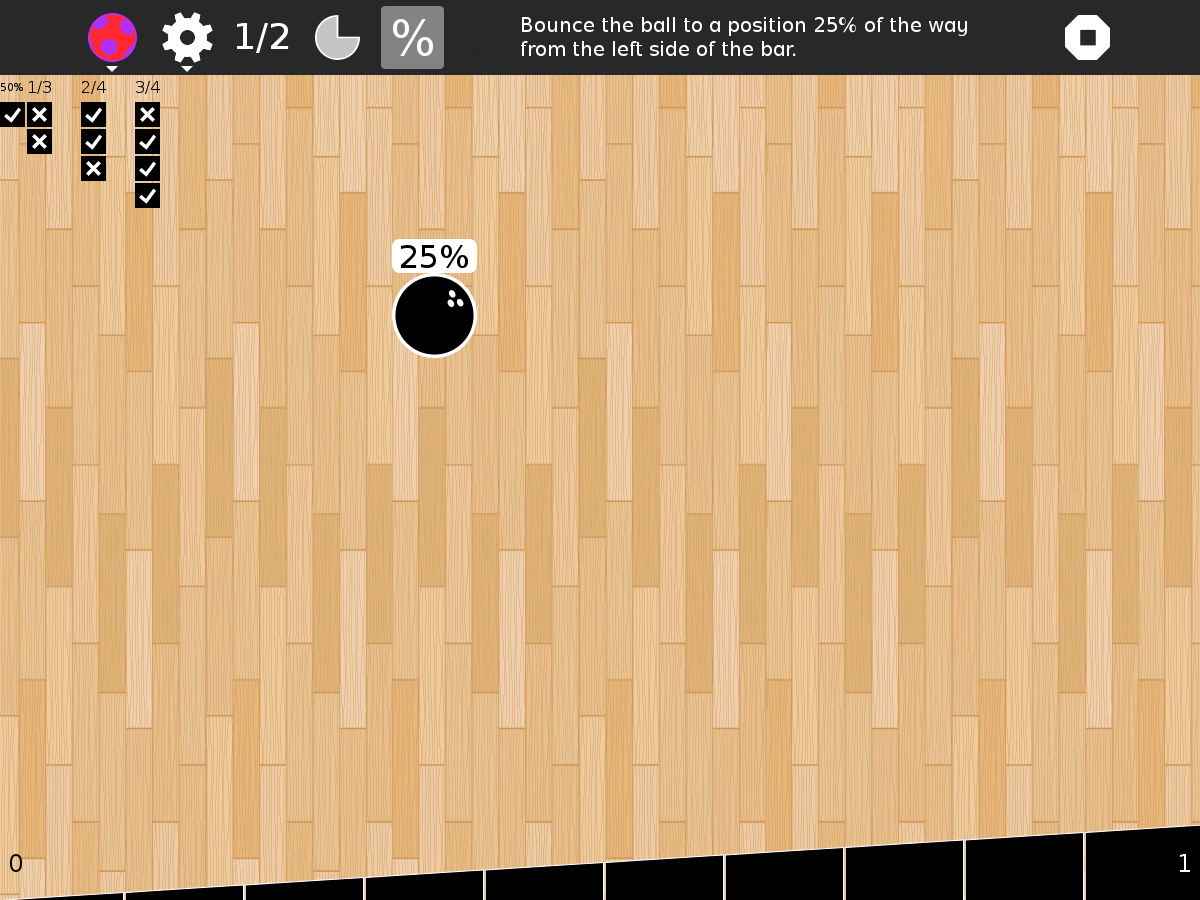 1/2
%
Bounce the ball to a position 25% of the way
from the left side of the bar.
50% 1/3 2/4 3/4
25%
0 1